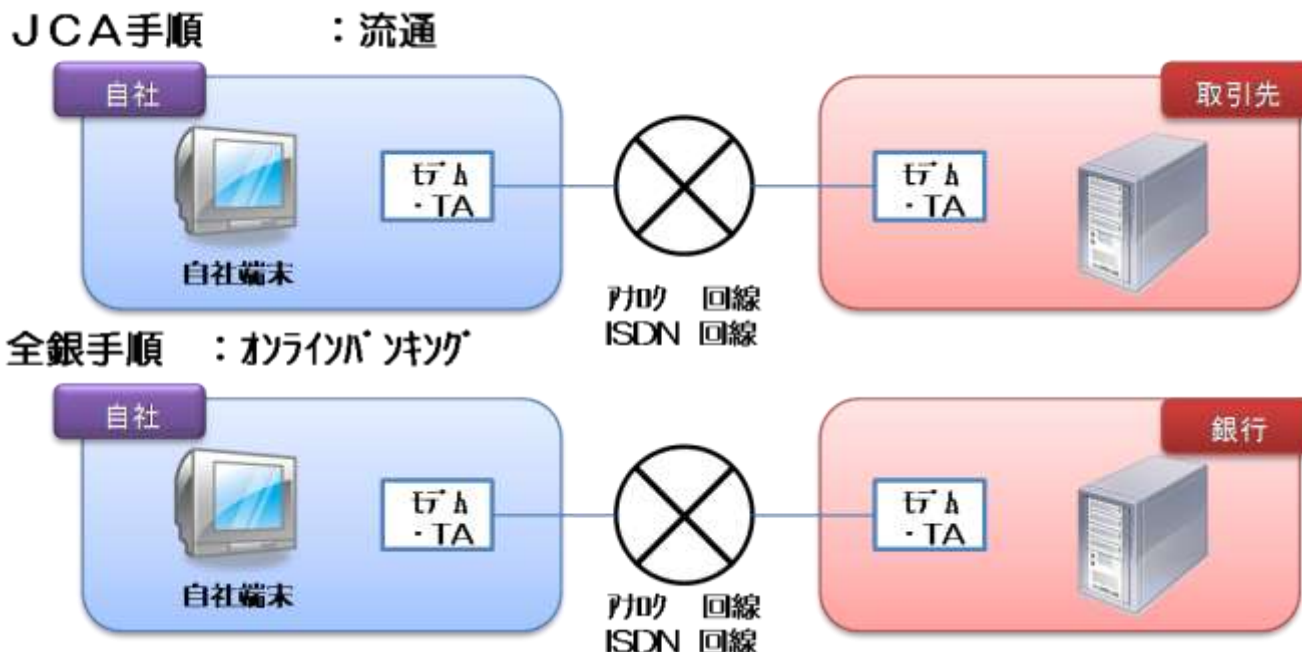 JCA手順 :流通
自社
取引先
モデム
・TA
モデム
・TA
自社端末
アナログ 回線
ISDN 回線
全銀手順 :オンラインバンキング
自社
銀行
モデム
・TA
モデム
・TA
自社端末
アナログ 回線
ISDN 回線